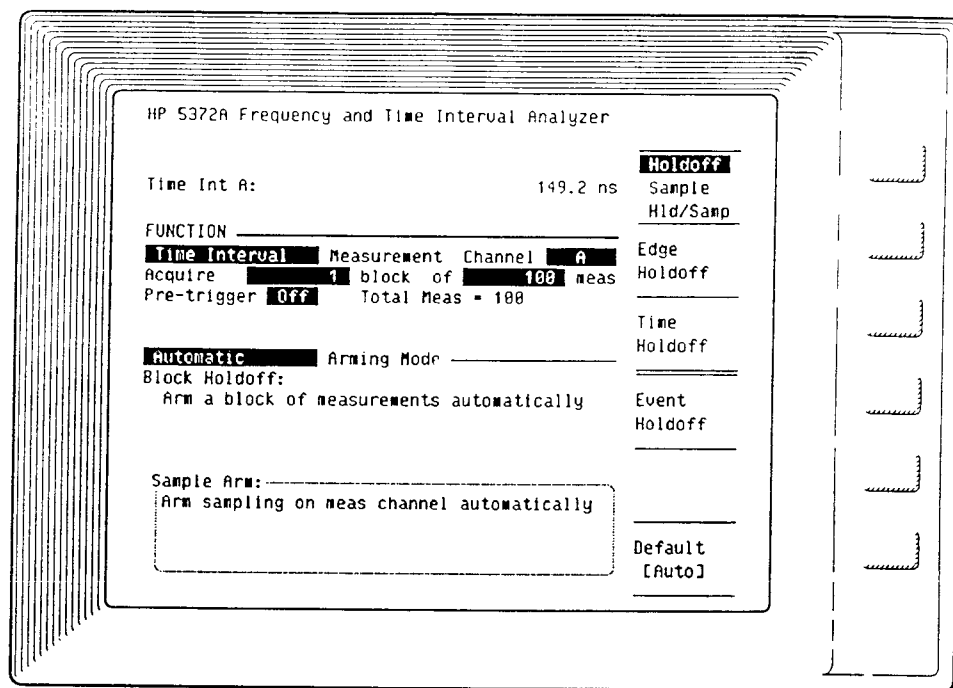 HP 5372A Frequency and Time Interval Analyzer
Time Int A: 149.2 ns
FUNCTION
Time Interval Measurement Channel A
Acquire 1 block of 100 meas
Pre-trigger Off Total Meas = 100
Automatic Arming Mode
Block Holdoff:
Arm a block of measurements automatically
Sample Arm:
Arm sampling on meas channel automatically
Holdoff
Sample
Hld/Samp
Edge
Holdoff
Time
Holdoff
Event
Holdoff
Default
[Auto]